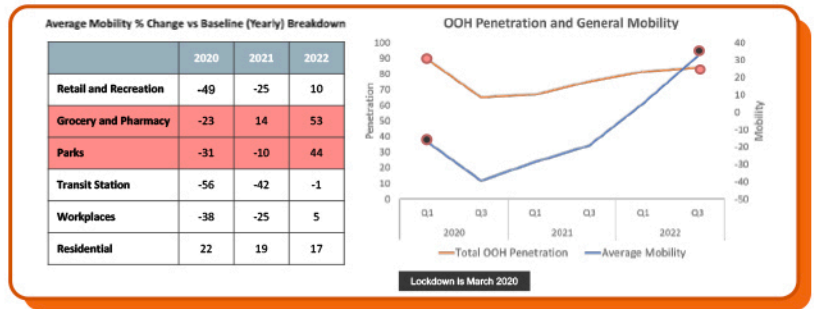 Average Mobility % Change vs Baseline (Yearly) Breakdown
2020 2021 2022
Retail and Recreation -49 -25 10
Grocery and Pharmacy -23 14 53
Parks -31 -10 44
Transit Station -56 -42 -1
Workplaces -38 -25 5
Residential 22 19 17
OOH Penetration and General Mobility
Penetration
100
90
80
70
60
50
40
30
20
10
0
40
30
20
10
0
-10
-20
-30
-40
-50
Mobility
Q1 Q3 Q1 Q3 Q1 Q3
2020 2021 2022
Total OOH Penetration Average Mobility
Lockdown is March 2020